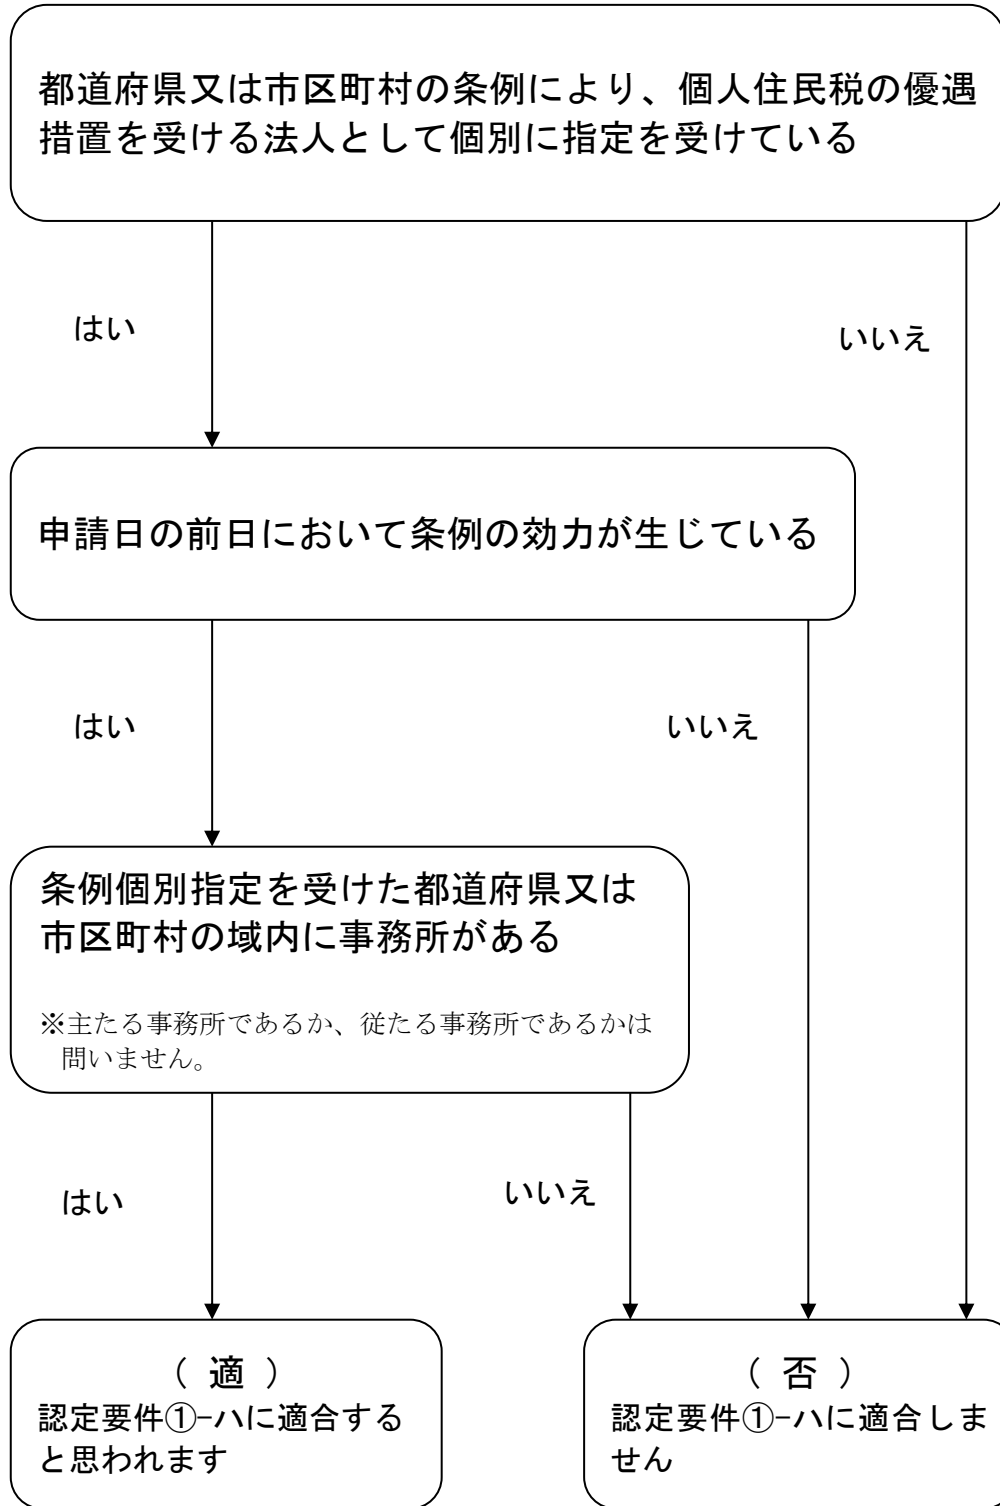 都道府県又は市区町村の条例により、個人住民税の優遇
措置を受ける法人として個別に指定を受けている
はい
いいえ
申請日の前日において条例の効力が生じている
はい
いいえ
条例個別指定を受けた都道府県又は
市区町村の域内に事務所がある
※主たる事務所であるか、従たる事務所であるかは
問いません。
はい
いいえ
（ 適 ）
認定要件①-ハに適合する
と思われます
（ 否 ）
認定要件①-ハに適合しま
せん